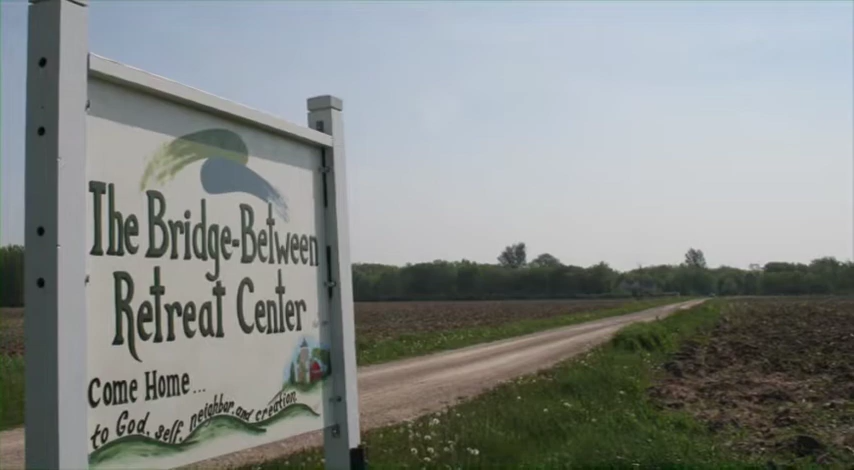 The Bridge-Between
Retreat Center
Come Home...
to God, self, neighbor, and creation.